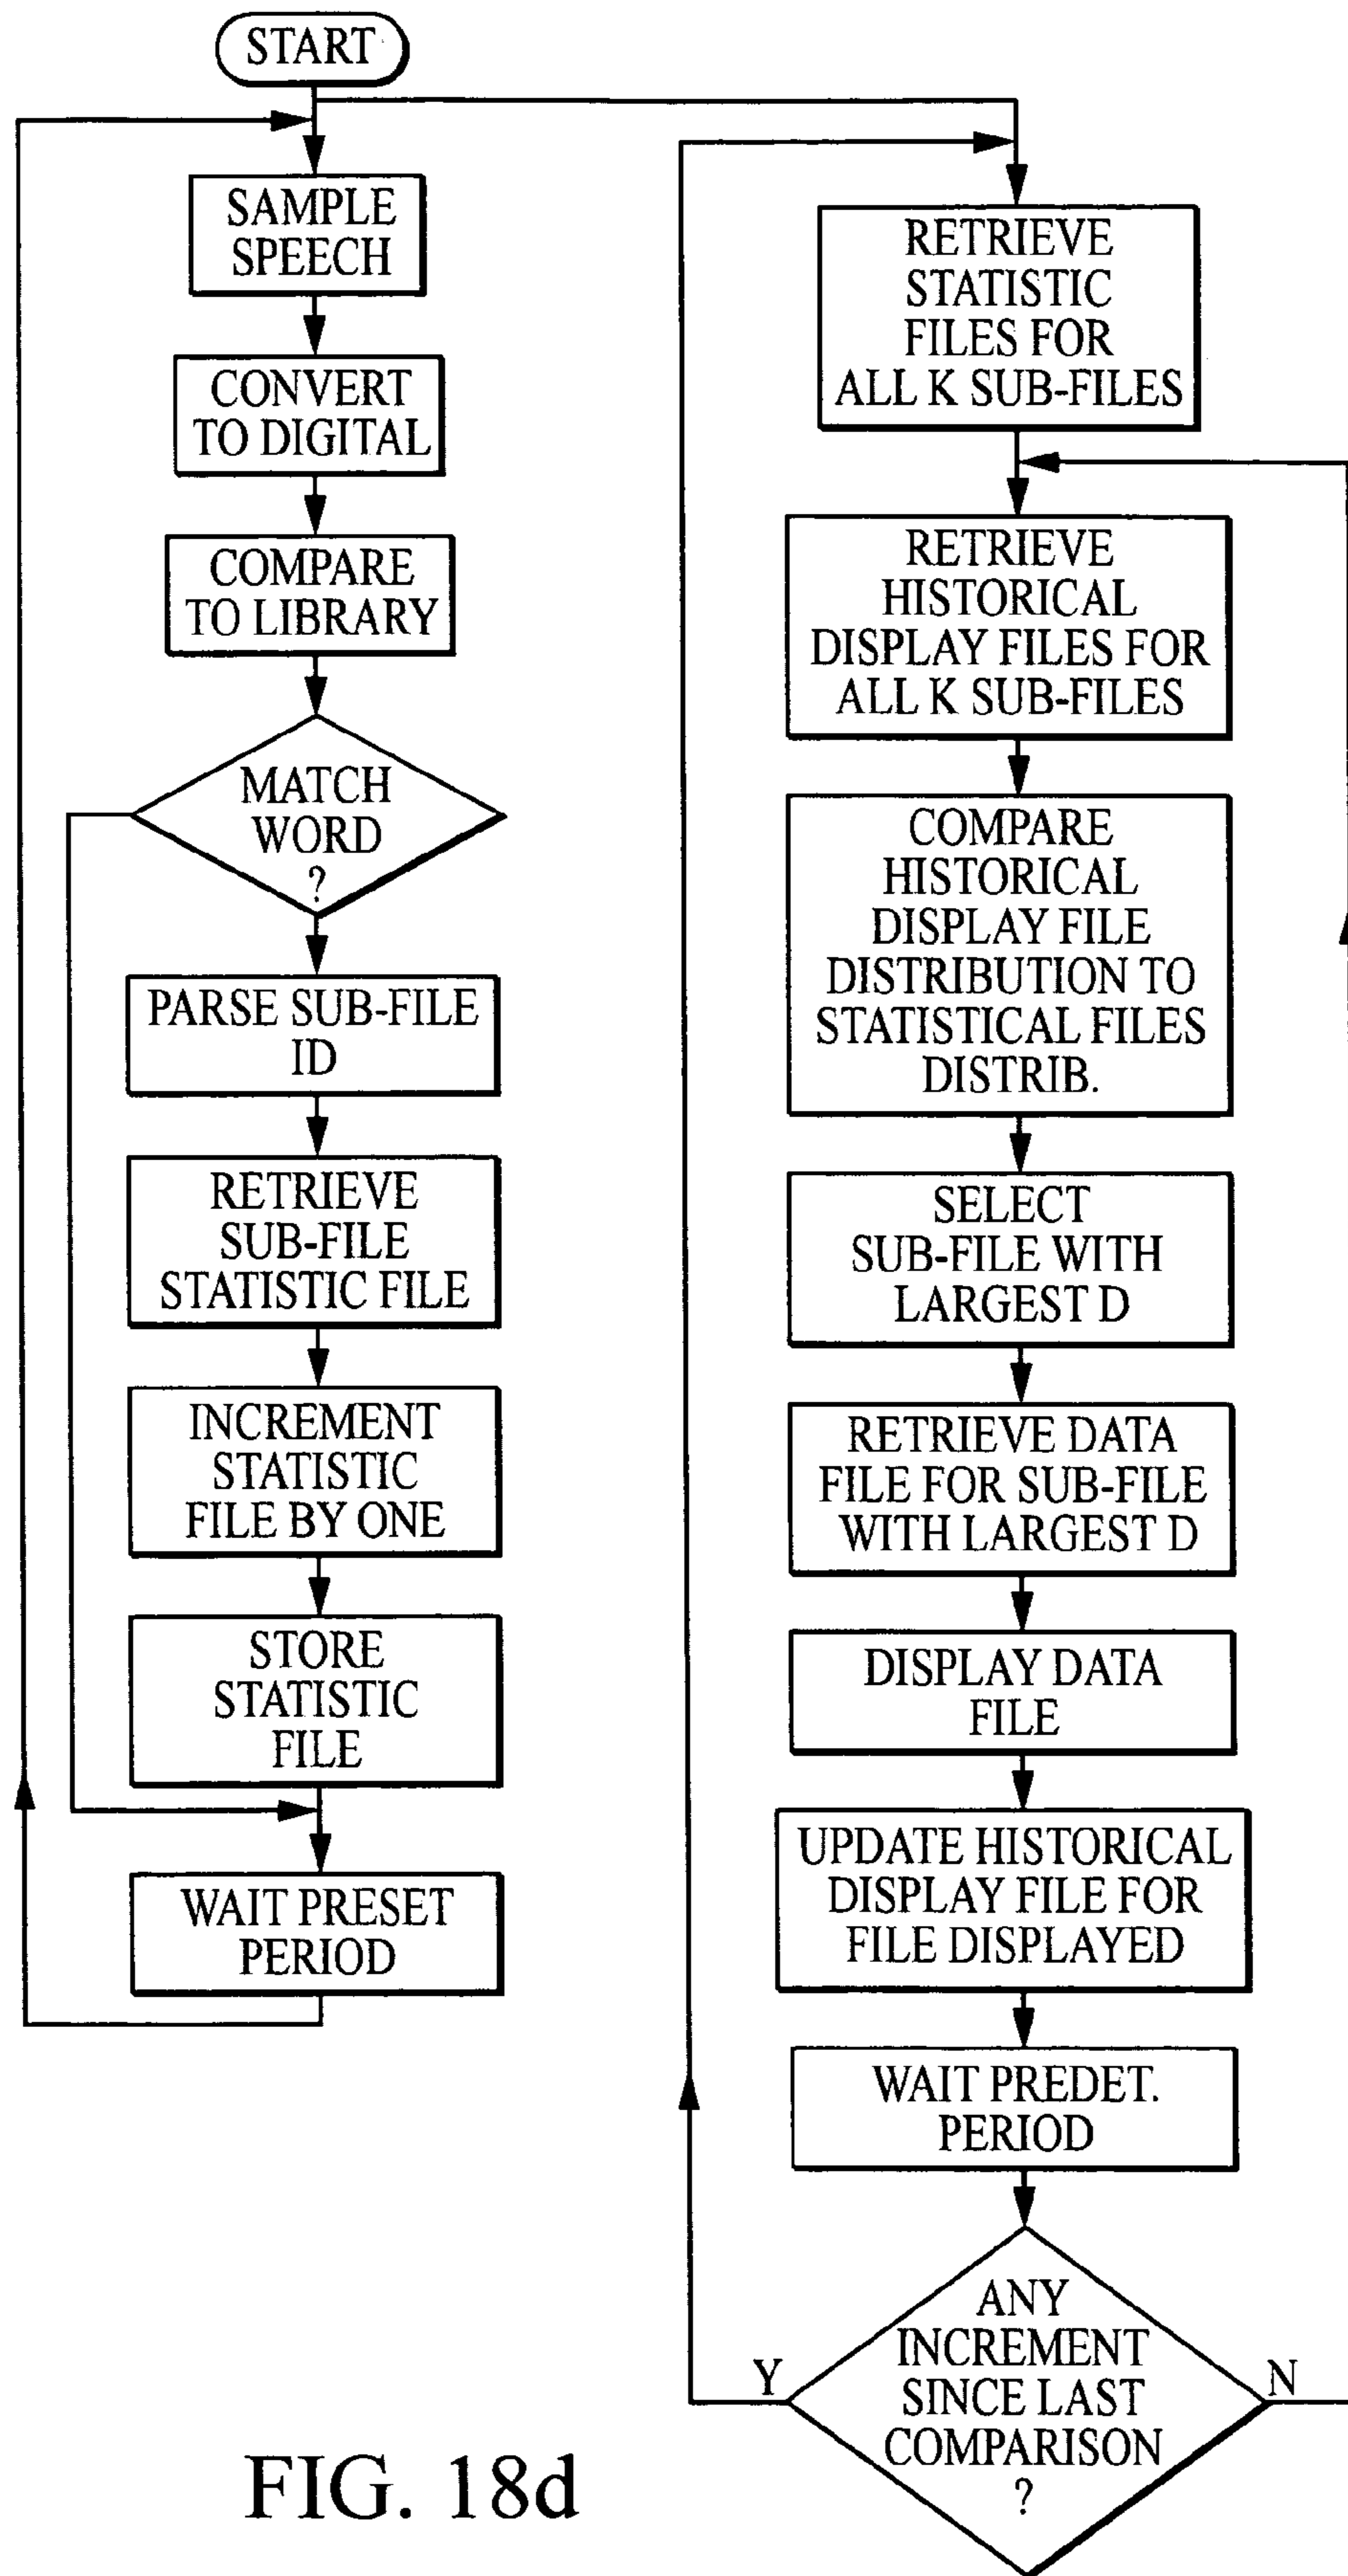 START
SAMPLE
SPEECH
CONVERT
TO DIGITAL
COMPARE
TO LIBRARY
MATCH
WORD
?
PARSE SUB-FILE
ID
RETRIEVE
SUB-FILE
STATISTIC FILE
INCREMENT
STATISTIC
FILE BY ONE
STORE
STATISTIC
FILE
WAIT PRESET
PERIOD
RETRIEVE
STATISTIC
FILES FOR
ALL K SUB-FILES
RETRIEVE
HISTORICAL
DISPLAY FILES FOR
ALL K SUB-FILES
COMPARE
HISTORICAL
DISPLAY FILE
DISTRIBUTION TO
STATISTICAL FILES
DISTRIB.
SELECT
SUB-FILE WITH
LARGEST D
RETRIEVE DATA
FILE FOR SUB-FILE
WITH LARGEST D
DISPLAY DATA
FILE
UPDATE HISTORICAL
DISPLAY FILE FOR
FILE DISPLAYED
WAIT PREDET.
PERIOD
ANY
INCREMENT
SINCE LAST
COMPARISON
?
Y
N
FIG. 18d